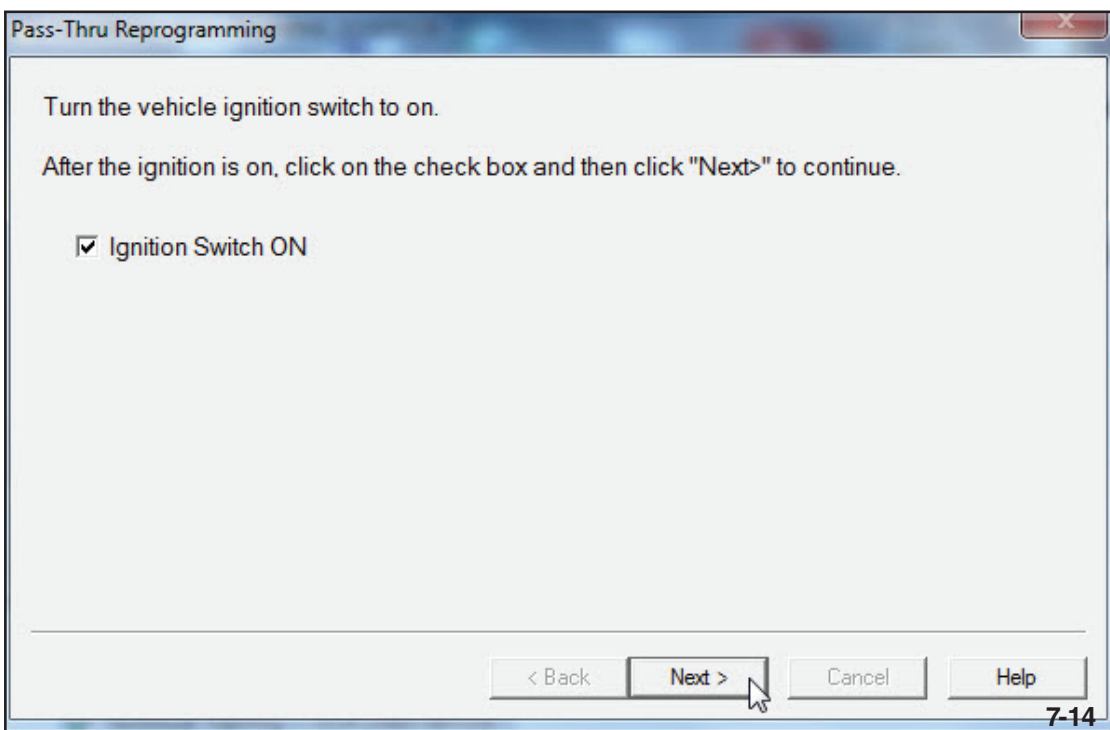 Pass-Thru Reprogramming
Turn the vehicle ignition switch to on.
After the ignition is on, click on the check box and then click "Next>" to continue.
Ignition Switch ON
< Back
Next >
Cancel
Help
7-14